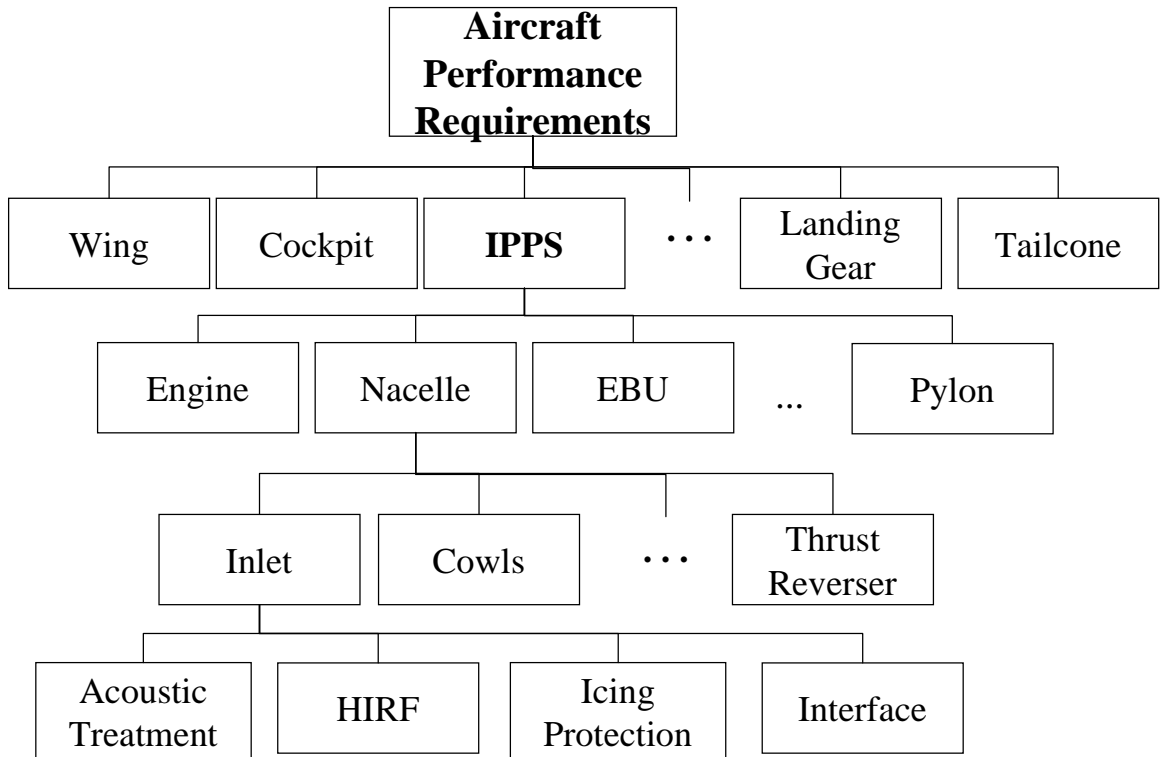 Aircraft
Performance
Requirements
Wing
Cockpit
IPPS
...
Landing
Gear
Tailcone
Engine
Nacelle
EBU
...
Pylon
Inlet
Cowls
...
Thrust
Reverser
Acoustic
Treatment
HIRF
Icing
Protection
Interface